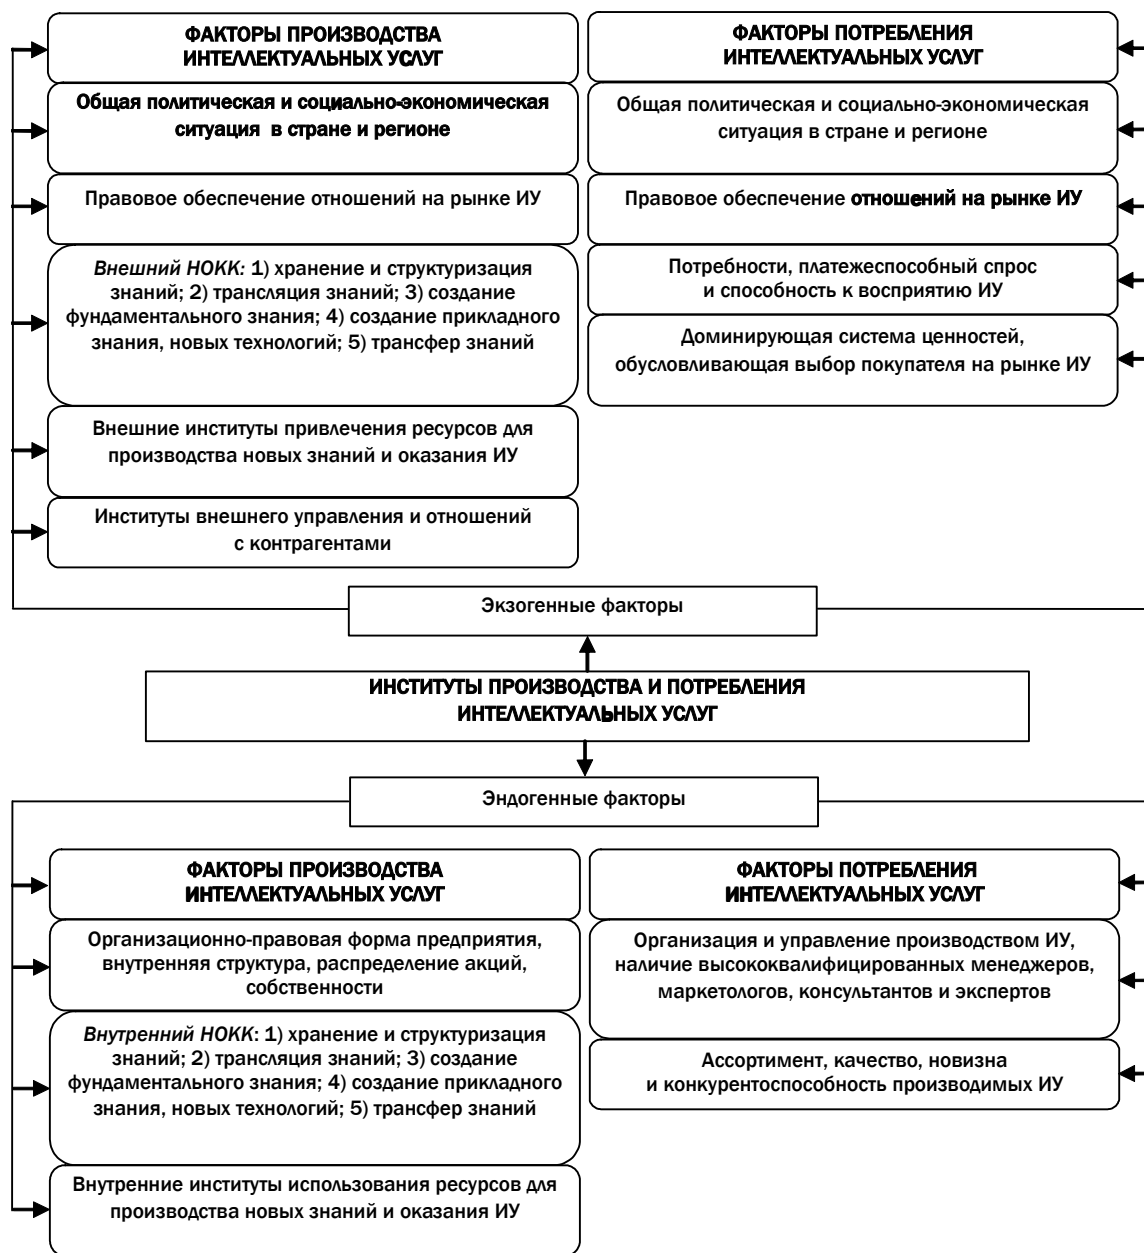 ФАКТОРЫ ПРОИЗВОДСТВА
ИНТЕЛЛЕКТУАЛЬНЫХ УСЛУГ
Общая политическая и социально-экономическая
ситуация в стране и регионе
Правовое обеспечение отношений на рынке ИУ
Внешний НОКК: 1) хранение и структуризация
знаний; 2) трансляция знаний; 3) создание
фундаментального знания; 4) создание прикладного
знания, новых технологий; 5) трансфер знаний
Внешние институты привлечения ресурсов для
производства новых знаний и оказания ИУ
Институты внешнего управления и отношений
с контрагентами
ФАКТОРЫ ПОТРЕБЛЕНИЯ
ИНТЕЛЛЕКТУАЛЬНЫХ УСЛУГ
Общая политическая и социально-экономическая
ситуация в стране и регионе
Правовое обеспечение отношений на рынке ИУ
Потребности, платежеспособный спрос
и способность к восприятию ИУ
Доминирующая система ценностей,
обусловливающая выбор покупателя на рынке ИУ
Экзогенные факторы
ИНСТИТУТЫ ПРОИЗВОДСТВА И ПОТРЕБЛЕНИЯ
ИНТЕЛЛЕКТУАЛЬНЫХ УСЛУГ
Эндогенные факторы
ФАКТОРЫ ПРОИЗВОДСТВА
ИНТЕЛЛЕКТУАЛЬНЫХ УСЛУГ
Организационно-правовая форма предприятия,
внутренняя структура, распределение акций,
собственности
Внутренний НОКК: 1) хранение и структуризация
знаний; 2) трансляция знаний; 3) создание
фундаментального знания; 4) создание прикладного
знания, новых технологий; 5) трансфер знаний
Внутренние институты использования ресурсов для
производства новых знаний и оказания ИУ
ФАКТОРЫ ПОТРЕБЛЕНИЯ
ИНТЕЛЛЕКТУАЛЬНЫХ УСЛУГ
Организация и управление производством ИУ,
наличие высококвалифицированных менеджеров,
маркетологов, консультантов и экспертов
Ассортимент, качество, новизна
и конкурентоспособность производимых ИУ